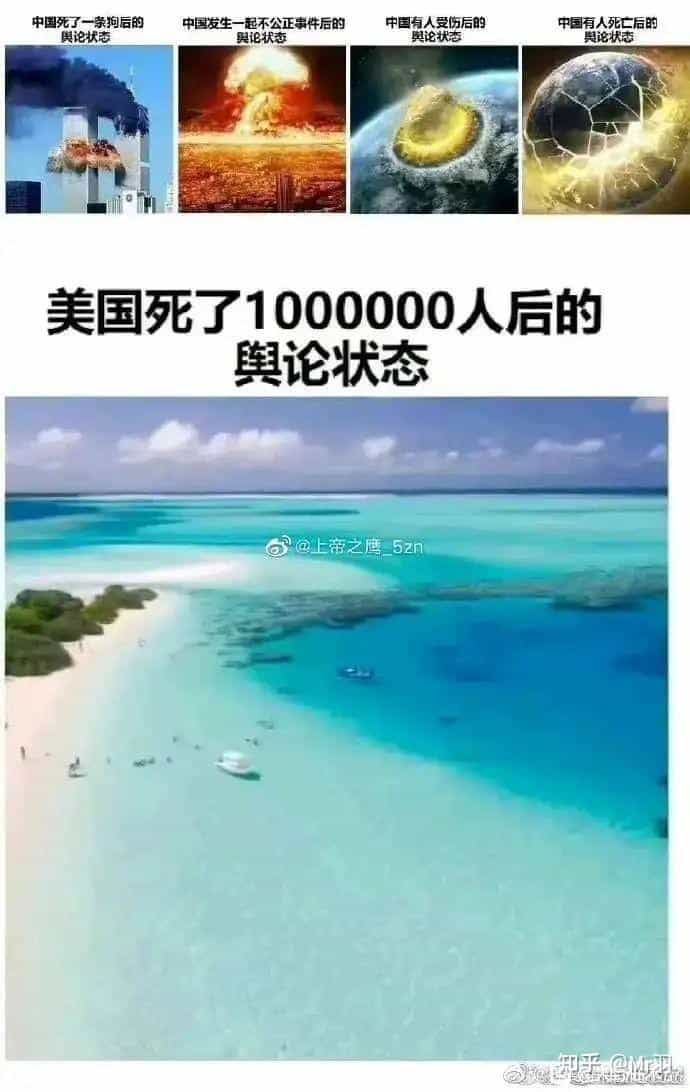 中国死了一条狗后的
舆论状态
中国发生一起不公正事件后的
舆论状态
中国有人受伤后的
舆论状态
中国有人死亡后的
舆论状态
美国死了1000000人后的
舆论状态
@上帝之鹰_5zn
知乎 @Mr羽